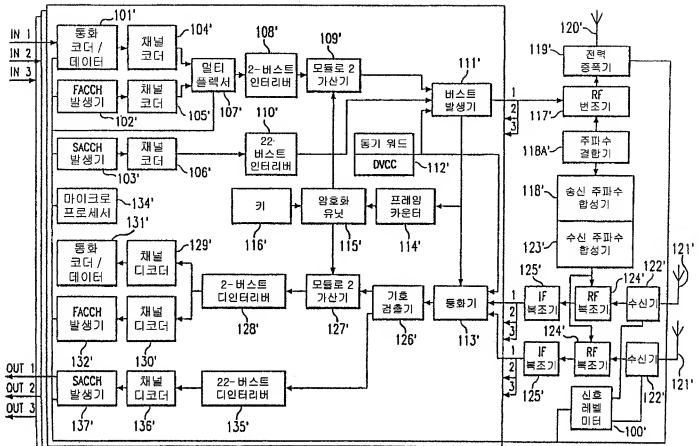 IN 1
IN 2
IN 3
101'
통화
코더/
데이터
104'
채널
코더
FACCH
발생기
102'
채널
코더
105'
멀티
플렉서
107'
108'
2-버스트
인터리버
109'
모듈로 2
가산기
111'
버스트
발생기
1
2
3
SACCH
발생기
103'
채널
코더
106'
110'
22-
버스트
인터리버
동기 워드
DVCC
112'
마이크로
프로세서
134'
키
116'
암호화
유닛
115'
프레임
카운터
114'
120'
119'
전력
증폭기
RF
변조기
117'
주파수
결합기
118A'
118'
송신 주파수
합성기
123'
수신 주파수
합성기
131'
통화
코더/
데이터
129'
채널
디코더
FACCH
발생기
132'
채널
디코더
130'
2-버스트
디인터리버
128'
모듈로 2
가산기
127'
기호
검출기
126'
등화기
113'
1
2
3
125'
IF
복조기
124'
RF
복조기
122'
수신기
121'
1
2
3
IF
복조기
125'
124'
RF
복조기
수신기
122'
121'
신호
레벨
미터
100'
OUT 1
OUT 2
OUT 3
SACCH
발생기
137'
채널
디코더
136'
22-버스트
디인터리버
135'